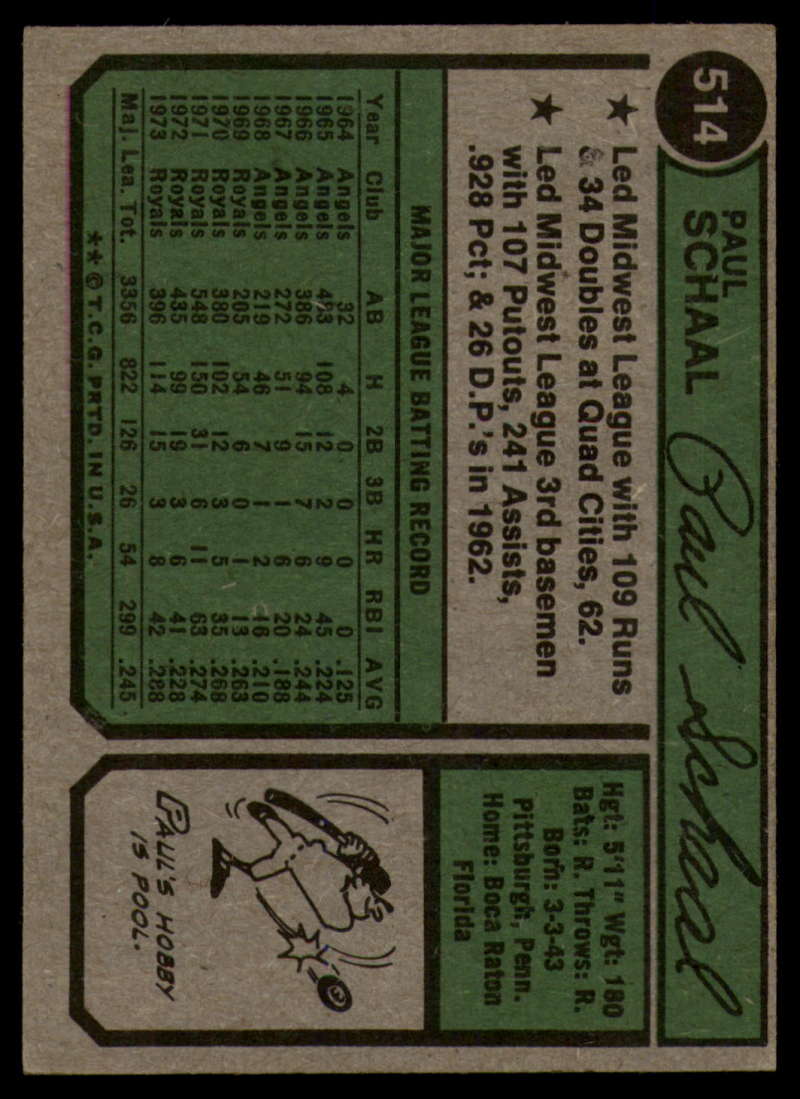 514
PAUL
SCHAAL
Paul Schaal
★ Led Midwest League with 109 Runs
& 34 Doubles at Quad Cities, 62.
★ Led Midwest League 3rd basemen
with 107 Putouts, 241 Assists,
.928 Pct; & 26 D.P.'s in 1962.
MAJOR LEAGUE BATTING RECORD
Year Club AB H 2B 3B HR RBI AVG
1964 Angels 32 4 0 0 0 0 .125
1965 Angels 473 108 12 2 9 45 .224
1966 Angels 386 94 15 7 6 24 .244
1967 Angels 272 51 9 1 6 20 .188
1968 Angels 219 46 7 1 2 16 .210
1969 Royals 205 54 6 0 1 13 .263
1970 Royals 380 102 12 3 5 35 .268
1971 Royals 548 150 31 6 11 63 .274
1972 Royals 435 99 19 3 6 41 .228
1973 Royals 396 114 15 3 8 42 .288
Maj. Lea. Tot. 3356 822 126 26 54 299 .245
**© T.C.G. PRTD. IN U.S.A.
Hgt: 5'11" Wgt: 180
Bats: R. Throws: R.
Born: 3-3-43
Pittsburgh, Penn.
Home: Boca Raton
Florida
PAUL'S HOBBY
IS POOL.
8